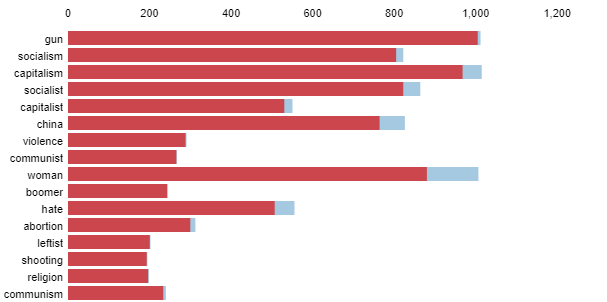 0 200 400 600 800 1,000 1,200
gun
socialism
capitalism
socialist
capitalist
china
violence
communist
woman
boomer
hate
abortion
leftist
shooting
religion
communism